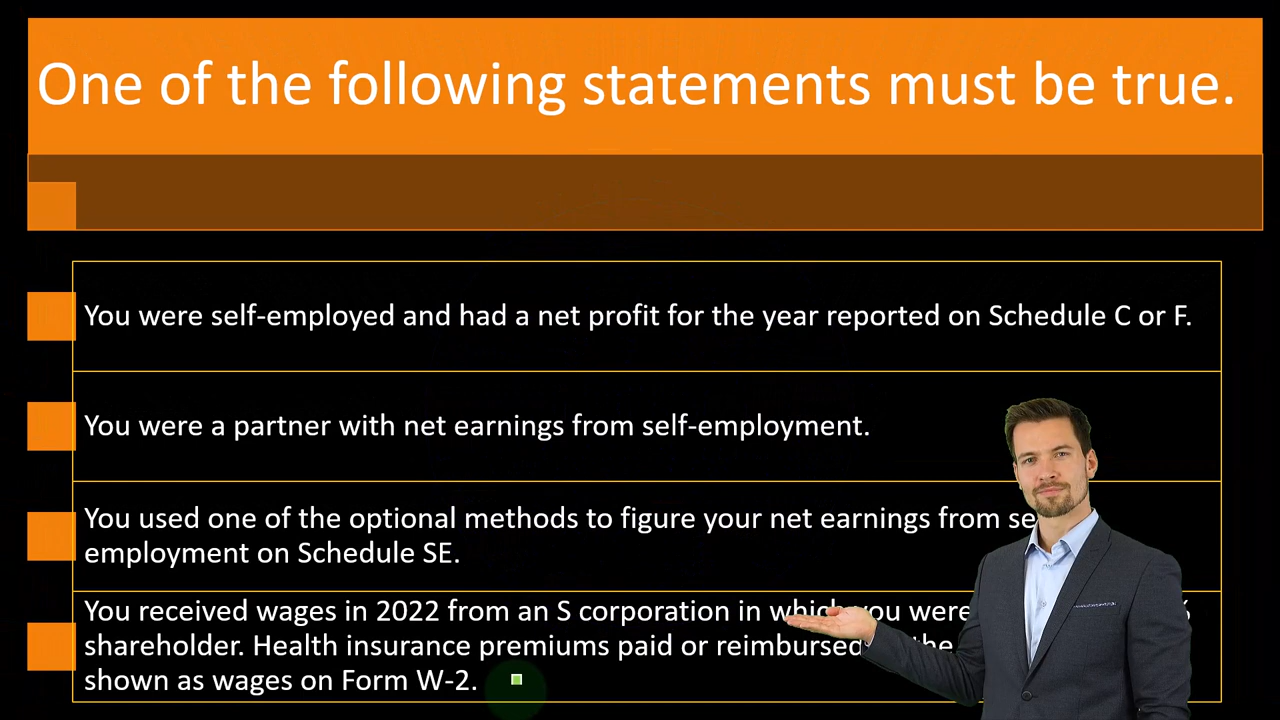 One of the following statements must be true.
You were self-employed and had a net profit for the year reported on Schedule C or F.
You were a partner with net earnings from self-employment.
You used one of the optional methods to figure your net earnings from
employment on Schedule SE.
You received wages in 2022 from an S corporation in which you were
shareholder. Health insurance premiums paid or reimbursed
shown as wages on Form W-2.